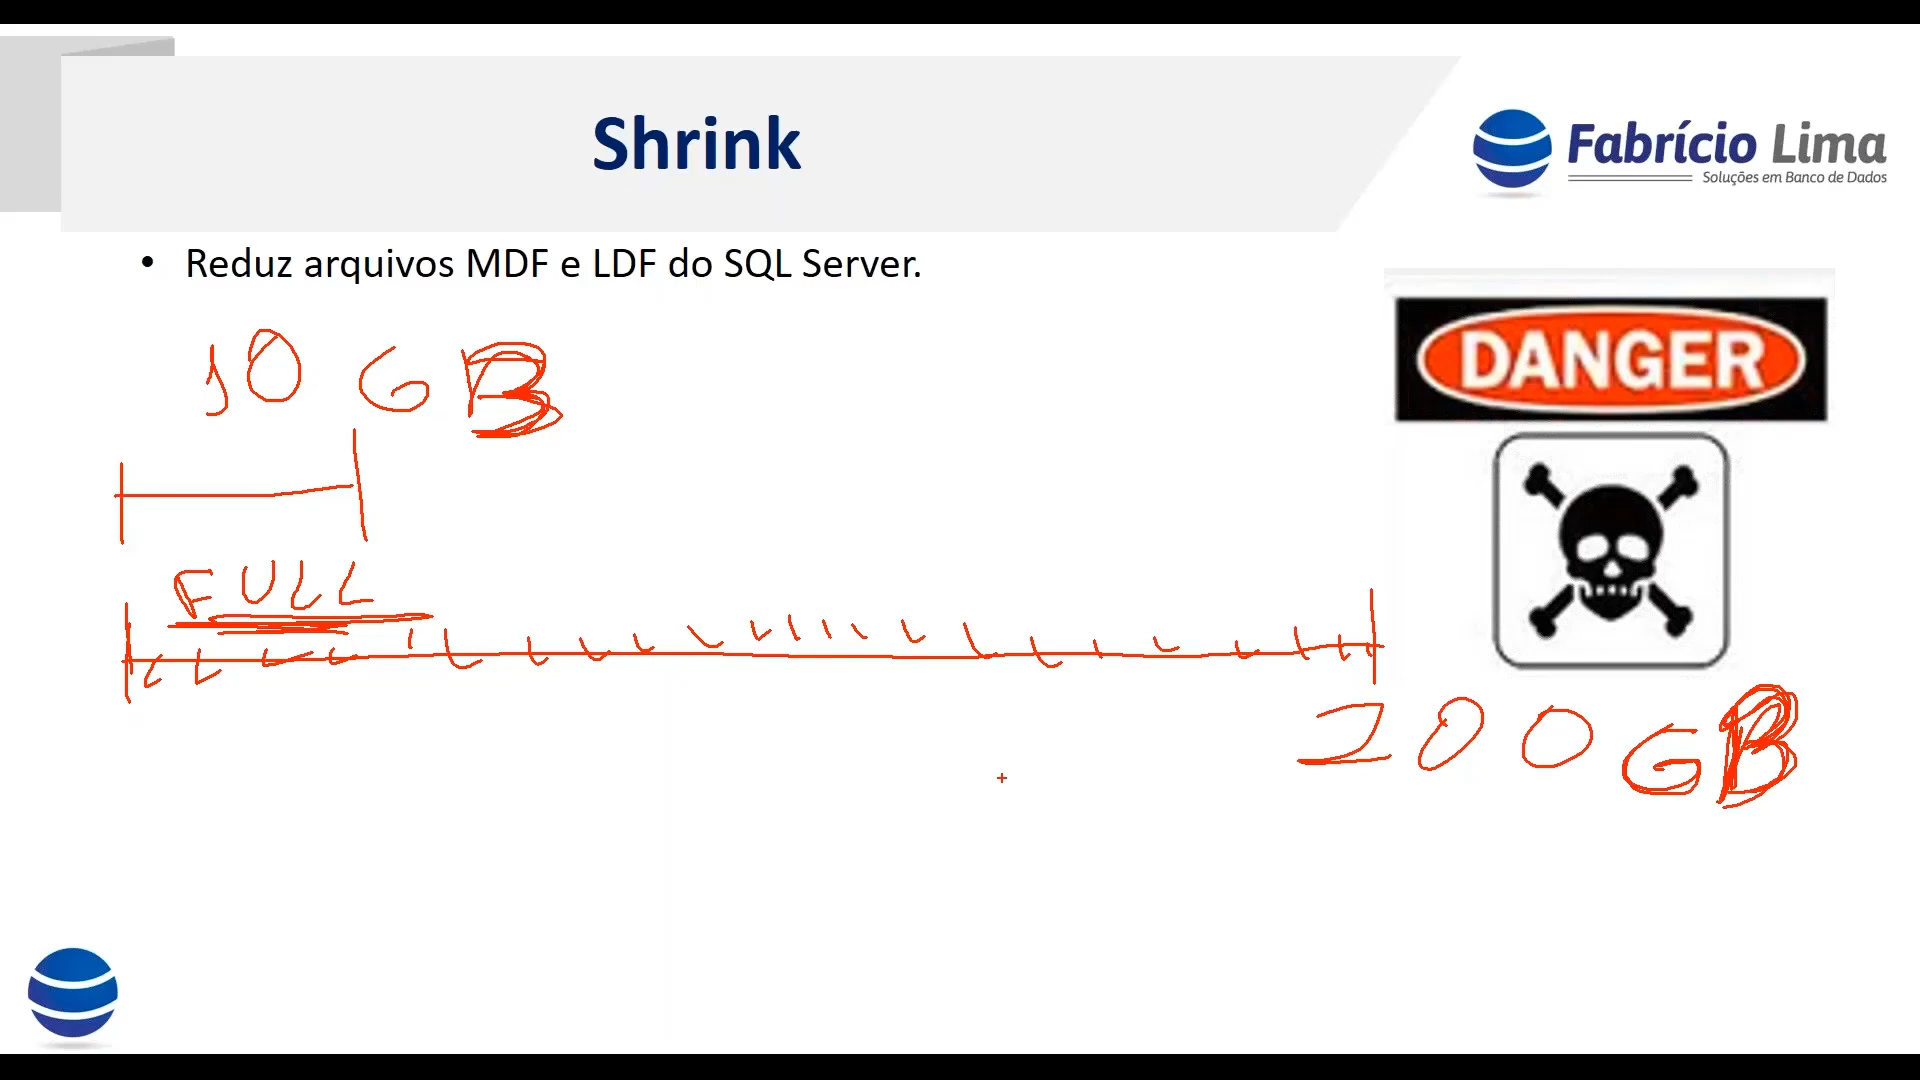 Shrink
Fabrício Lima
Soluções em Banco de Dados
• Reduz arquivos MDF e LDF do SQL Server.
10 GB
DANGER
FULL
200 GB